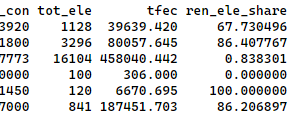 _con tot_ele tfec ren_ele_share
3920 1128 39639.420 67.730496
1800 3296 80057.645 86.407767
7773 16104 458040.442 0.838301
0000 100 306.000 0.000000
1450 120 6670.695 100.000000
7000 841 187451.703 86.206897